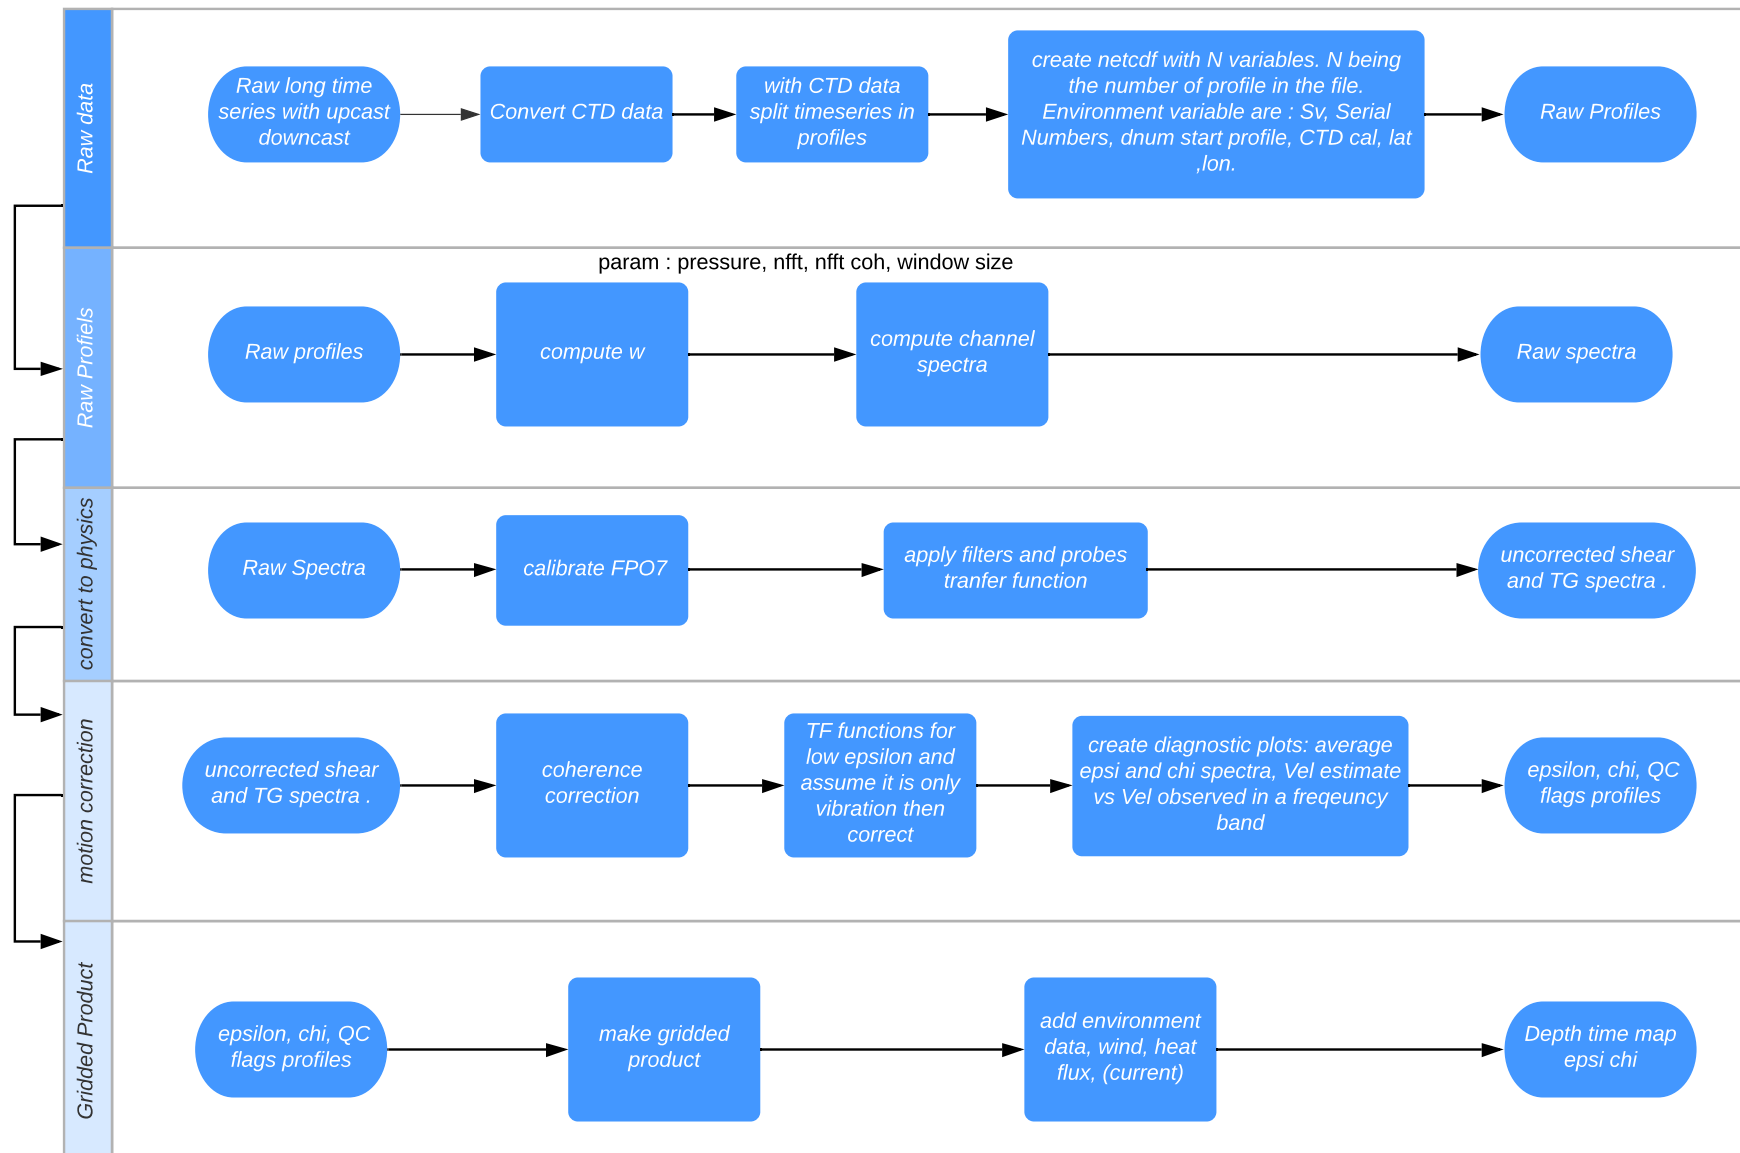 Raw data
Raw long time
series with upcast
downcast
Convert CTD data
with CTD data
split timeseries in
profiles
create netcdf with N variables. N being
the number of profile in the file.
Environment variable are : Sv, Serial
Numbers, dnum start profile, CTD cal, lat
,lon.
Raw Profiles
Raw Profiels
param : pressure, nfft, nfft coh, window size
Raw profiles
compute w
compute channel
spectra
Raw spectra
convert to physics
Raw Spectra
calibrate FPO7
apply filters and probes
tranfer function
uncorrected shear
and TG spectra .
motion correction
uncorrected shear
and TG spectra .
coherence
correction
TF functions for
low epsilon and
assume it is only
vibration then
correct
create diagnostic plots: average
epsi and chi spectra, Vel estimate
vs Vel observed in a freqeuncy
band
epsilon, chi, QC
flags profiles
Gridded Product
epsilon, chi, QC
flags profiles
make gridded
product
add environment
data, wind, heat
flux, (current)
Depth time map
epsi chi